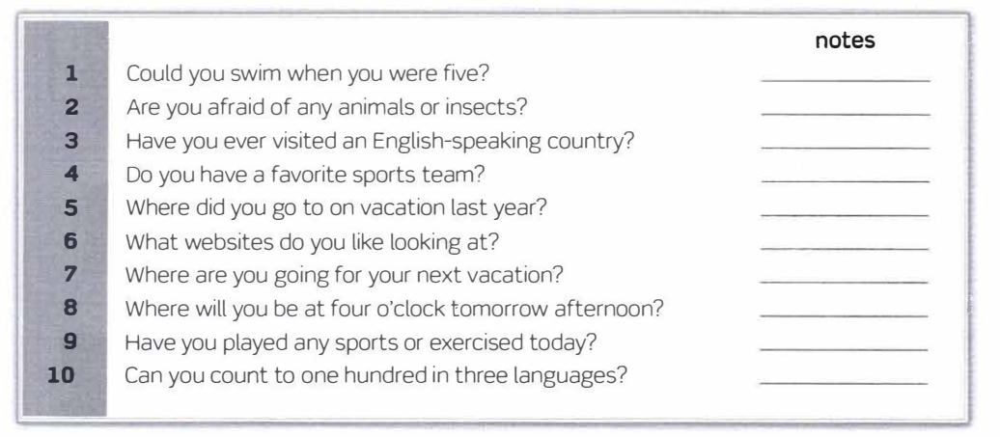 notes
1 Could you swim when you were five?
2 Are you afraid of any animals or insects?
3 Have you ever visited an English-speaking country?
4 Do you have a favorite sports team?
5 Where did you go to on vacation last year?
6 What websites do you like looking at?
7 Where are you going for your next vacation?
8 Where will you be at four o'clock tomorrow afternoon?
9 Have you played any sports or exercised today?
10 Can you count to one hundred in three languages?